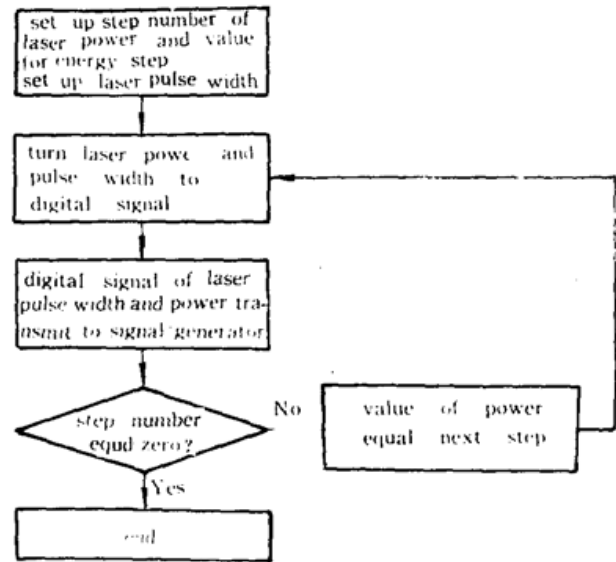 set up step number of
laser power and value
for energy step
set up laser pulse width
turn laser powe and
pulse width to
digital signal
digital signal of laser
pulse width and power tra-
nsmit to signal generator
step number
equd zero?
No
value of power
equal next step
Yes
end